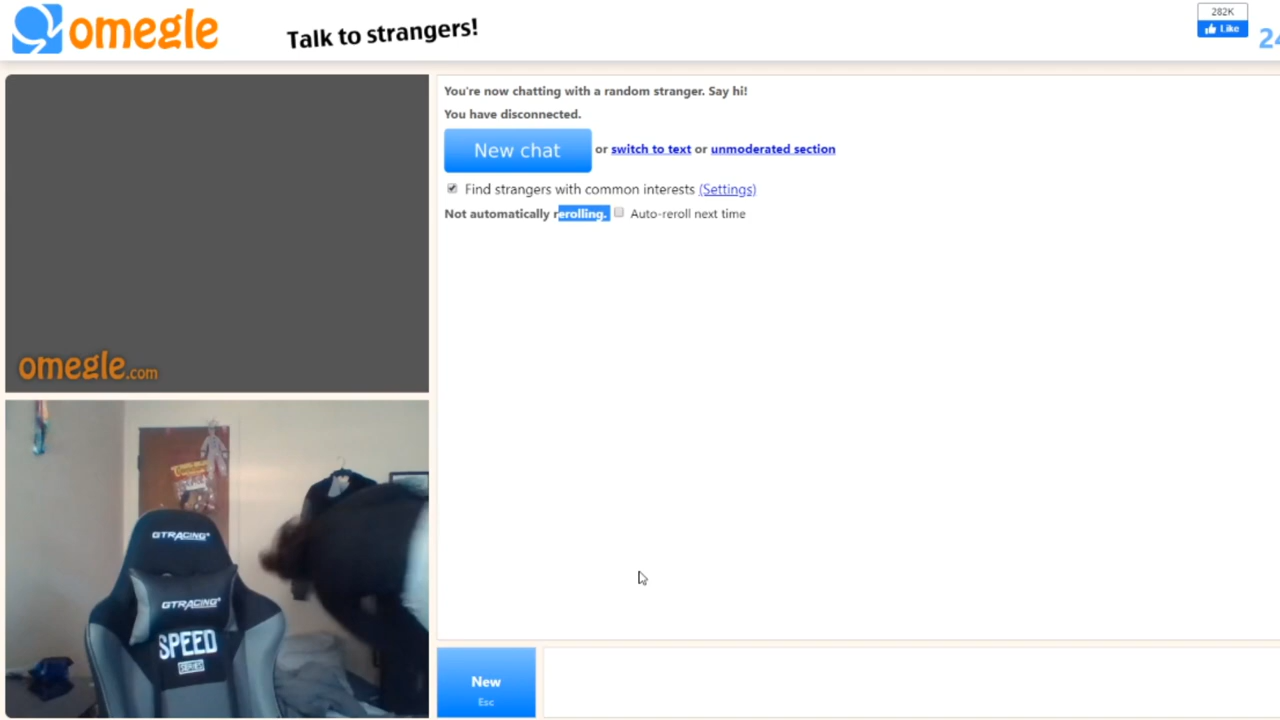 omegle
Talk to strangers!
282K
Like
24
You're now chatting with a random stranger. Say hi!
You have disconnected.
New chat or switch to text or unmoderated section
Find strangers with common interests (Settings)
Not automatically rerolling. Auto-reroll next time
omegle.com
GTRACING
GTRACING
SPEED
SERIES
New
Esc